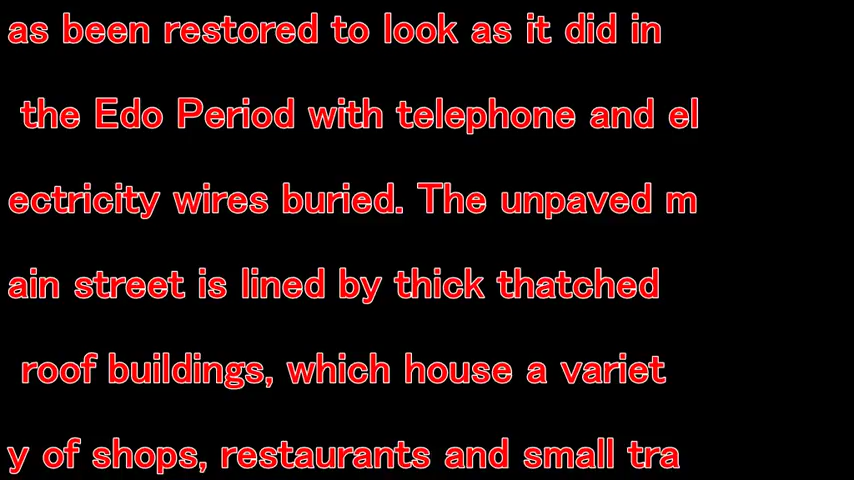 as been restored to look as it did in
the Edo Period with telephone and el
ectricity wires buried. The unpaved m
ain street is lined by thick thatched
roof buildings, which house a variet
y of shops, restaurants and small tra